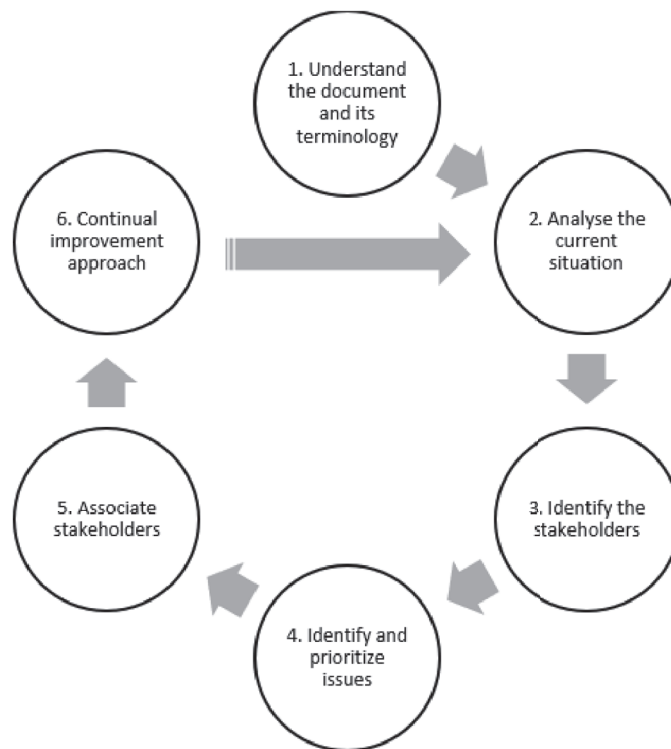 1. Understand
the document
and its
terminology
2. Analyse the
current
situation
3. Identify the
stakeholders
4. Identify and
prioritize
issues
5. Associate
stakeholders
6. Continual
improvement
approach